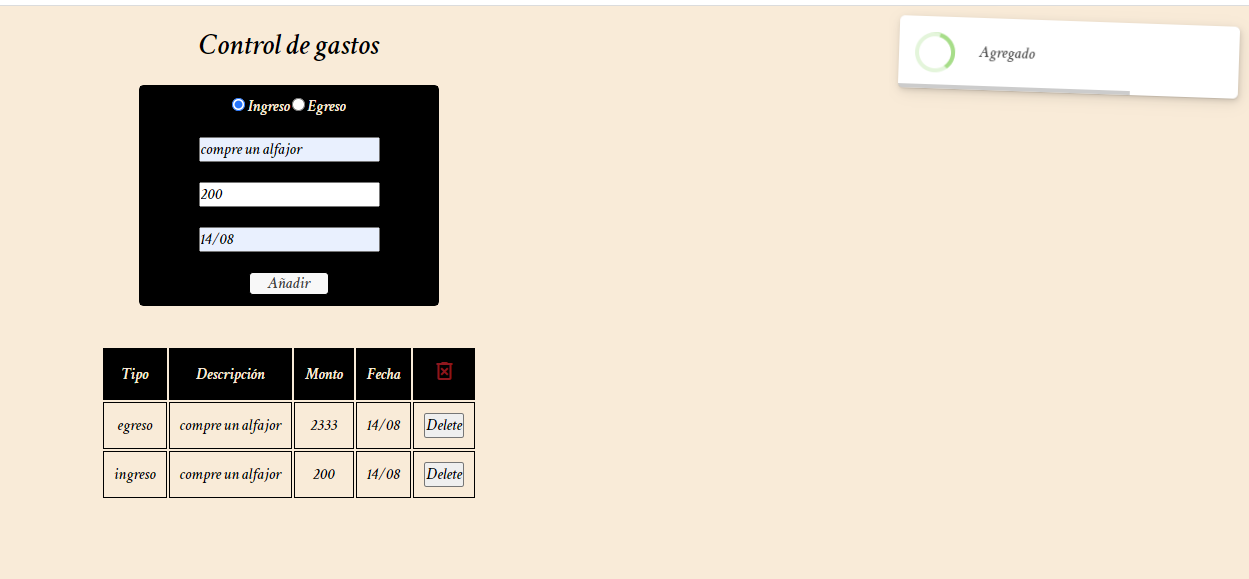 Control de gastos
Agregado
Ingreso Egreso
compre un alfajor
200
14/08
Añadir
Tipo Descripción Monto Fecha
egreso compre un alfajor 2333 14/08 Delete
ingreso compre un alfajor 200 14/08 Delete